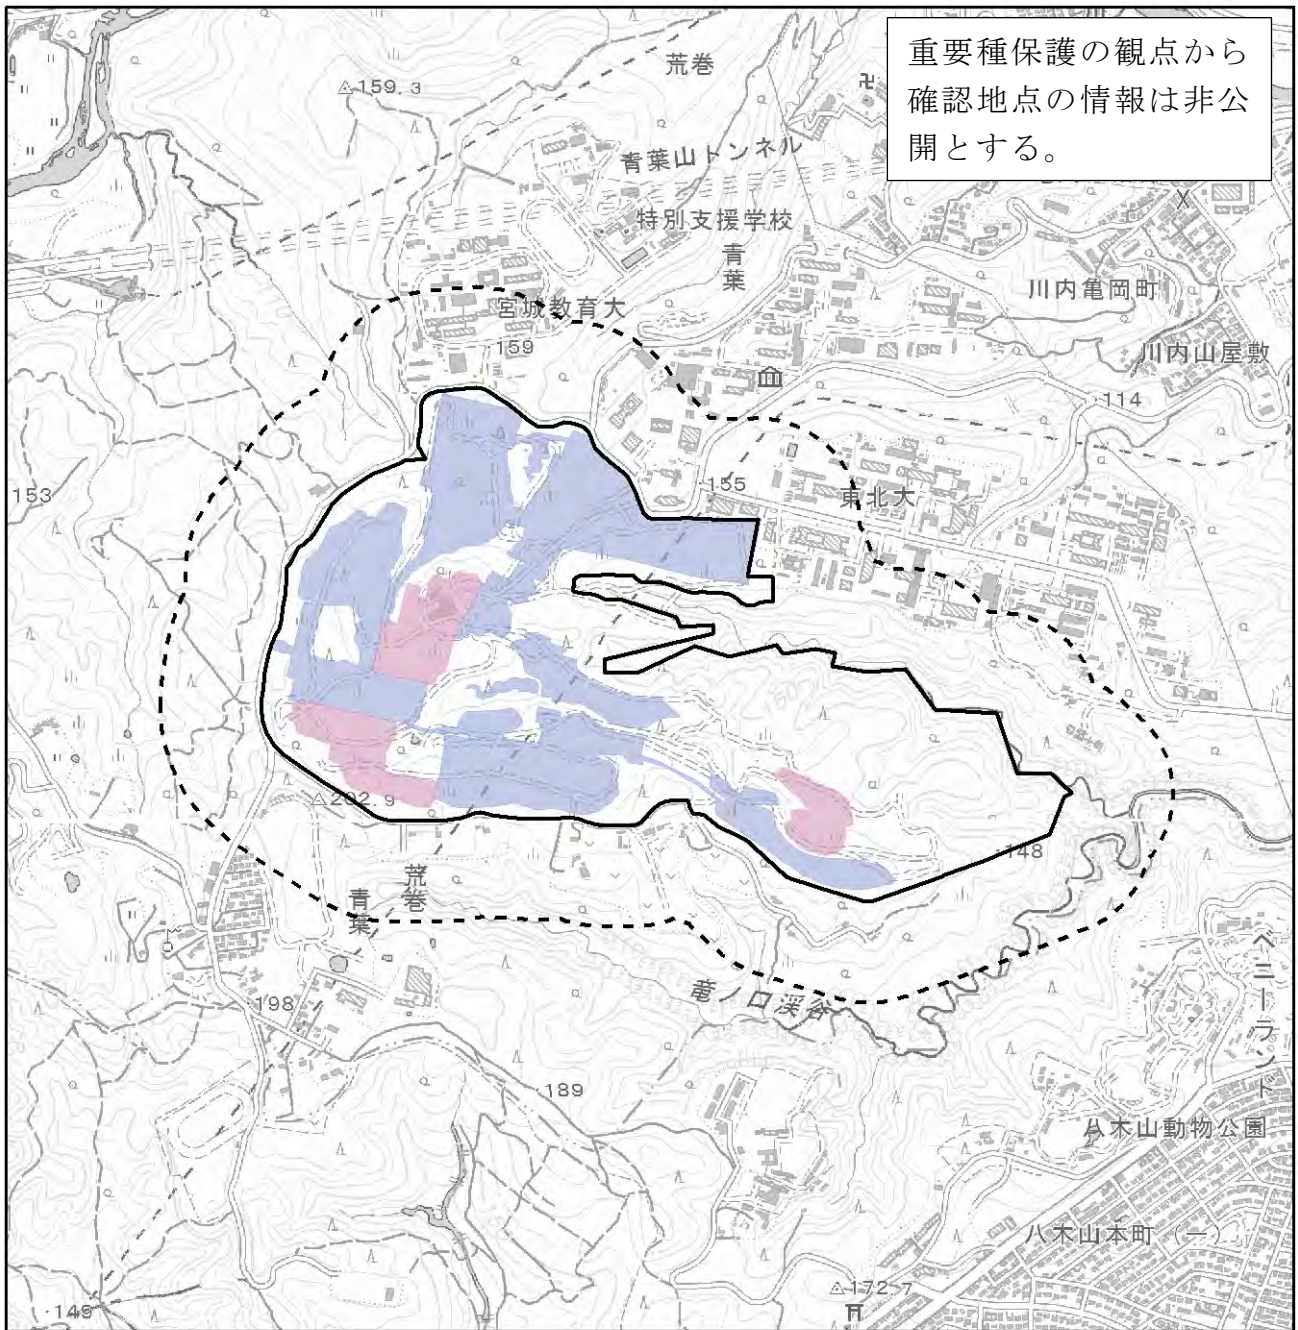 重要種保護の観点から
確認地点の情報は非公
開とする。
荒巻
159.3
青葉山トンネル
特別支援学校
青葉
川内亀岡町
宮城教育大
159
川内山屋敷
114
153
155
東北大
202.9
148
荒巻
青葉
ベニーランド
竜ノ口渓谷
198
189
八木山動物公園
八木山本町（一）
172.7
149